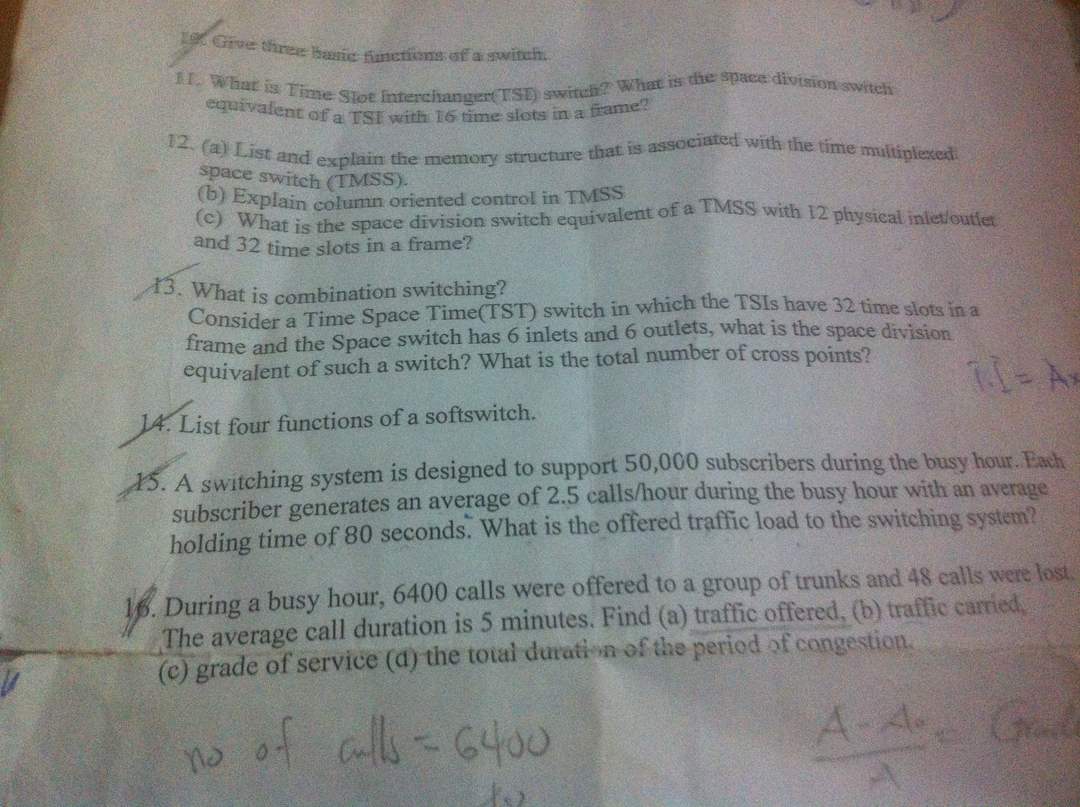 10. Give three basic functions of a switch.
11. What is Time Slot Interchanger(TSI) switch? What is the space division switch
equivalent of a TSI with 16 time slots in a frame?
12. (a) List and explain the memory structure that is associated with the time multiplexed
space switch (TMSS).
(b) Explain column oriented control in TMSS
(c) What is the space division switch equivalent of a TMSS with 12 physical inlet/outlet
and 32 time slots in a frame?
13. What is combination switching?
Consider a Time Space Time(TST) switch in which the TSIs have 32 time slots in a
frame and the Space switch has 6 inlets and 6 outlets, what is the space division
equivalent of such a switch? What is the total number of cross points?
14. List four functions of a softswitch.
15. A switching system is designed to support 50,000 subscribers during the busy hour. Each
subscriber generates an average of 2.5 calls/hour during the busy hour with an average
holding time of 80 seconds. What is the offered traffic load to the switching system?
16. During a busy hour, 6400 calls were offered to a group of trunks and 48 calls were lost.
The average call duration is 5 minutes. Find (a) traffic offered, (b) traffic carried,
(c) grade of service (d) the total duration of the period of congestion.
no of calls = 6400
A - Ao =
A